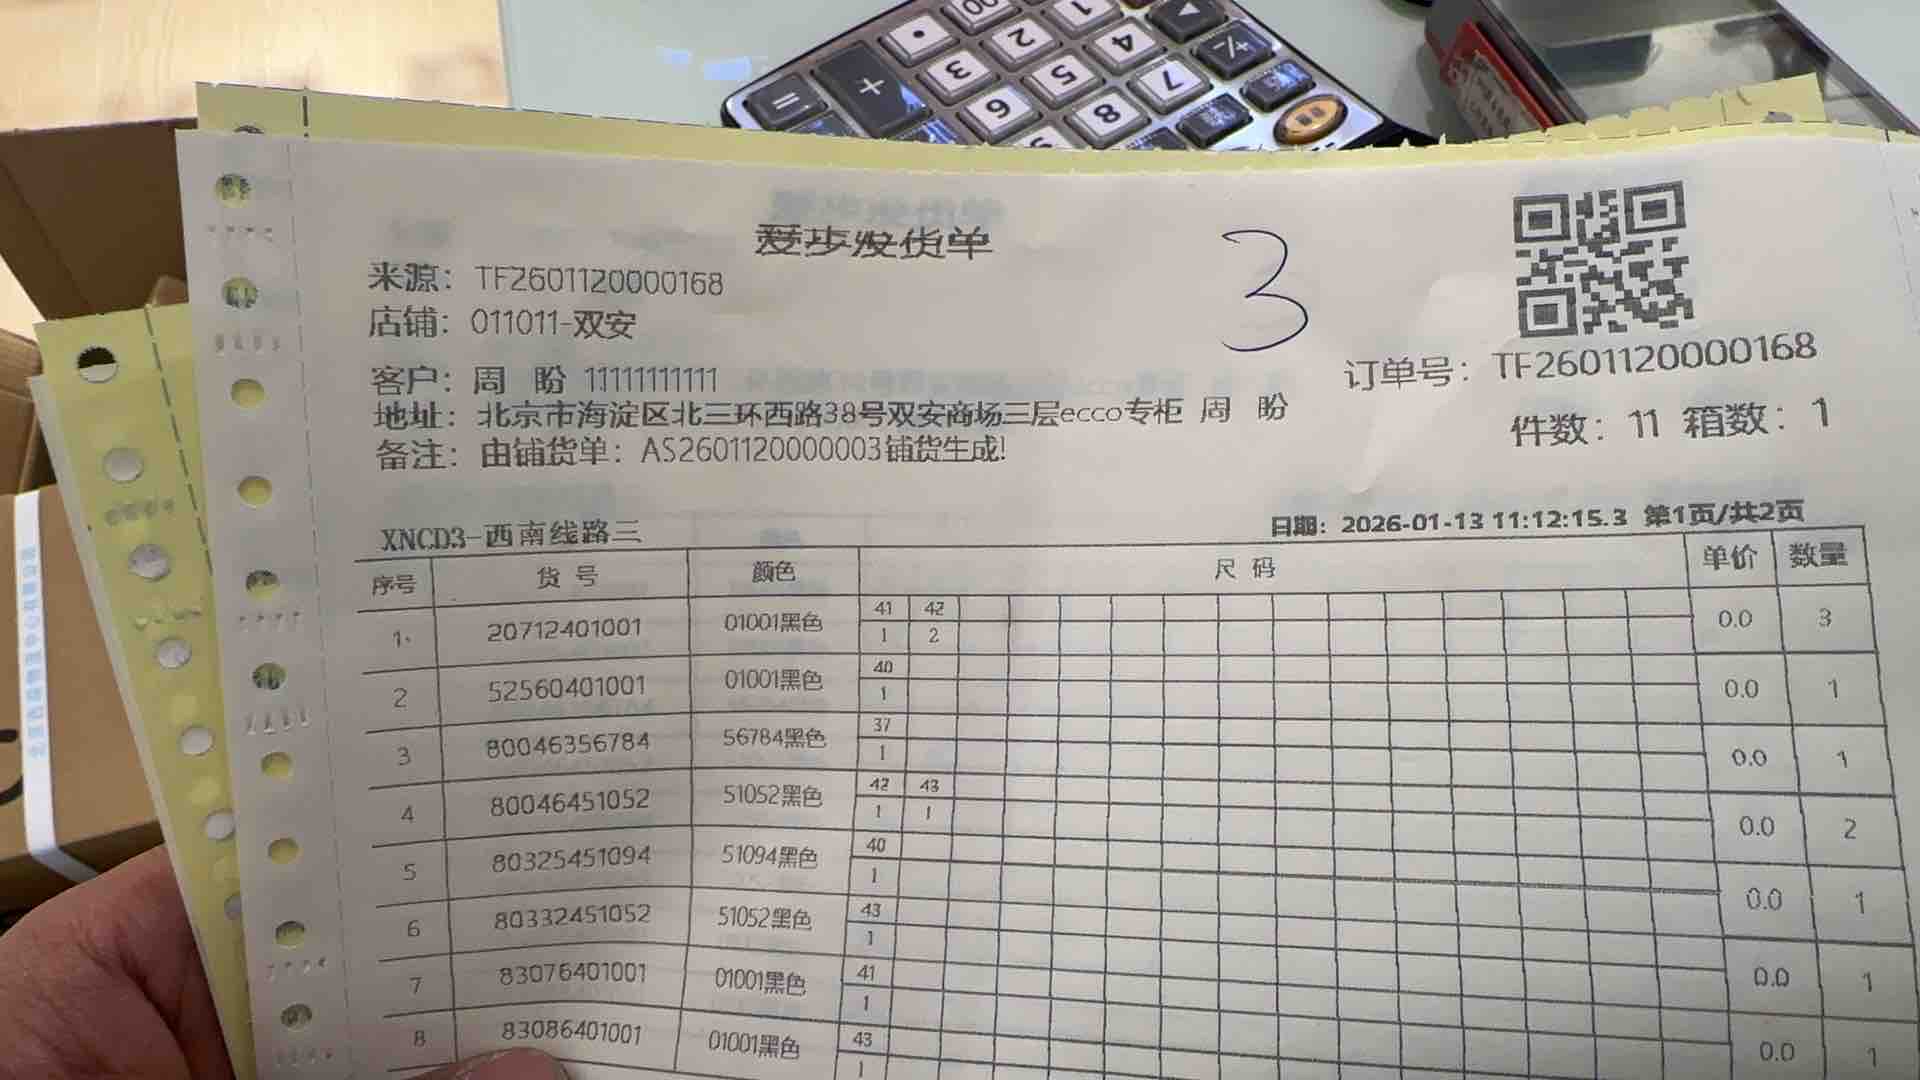 爱步发货单
3
来源：TF2601120000168
店铺：011011-双安
客户：周 盼 11111111111
地址：北京市海淀区北三环西路38号双安商场三层ecco专柜 周 盼
备注：由铺货单：AS2601120000003铺货生成!
订单号：TF2601120000168
件数：11 箱数：1
XNCD3-西南线路三
日期：2026-01-13 11:12:15.3 第1页/共2页
序号 货号 颜色 尺码 单价 数量
41 42
1 20712401001 01001黑色 1 2 0.0 3
40
2 52560401001 01001黑色 1 0.0 1
37
3 80046356784 56784黑色 1 0.0 1
42 43
4 80046451052 51052黑色 1 1 0.0 2
40
5 80325451094 51094黑色 1 0.0 1
43
6 80332451052 51052黑色 1 0.0 1
41
7 83076401001 01001黑色 1 0.0 1
43
8 83086401001 01001黑色 1 0.0 1
• 00
+ 3 2 1
= 6 5 4 +/-
9 8 7